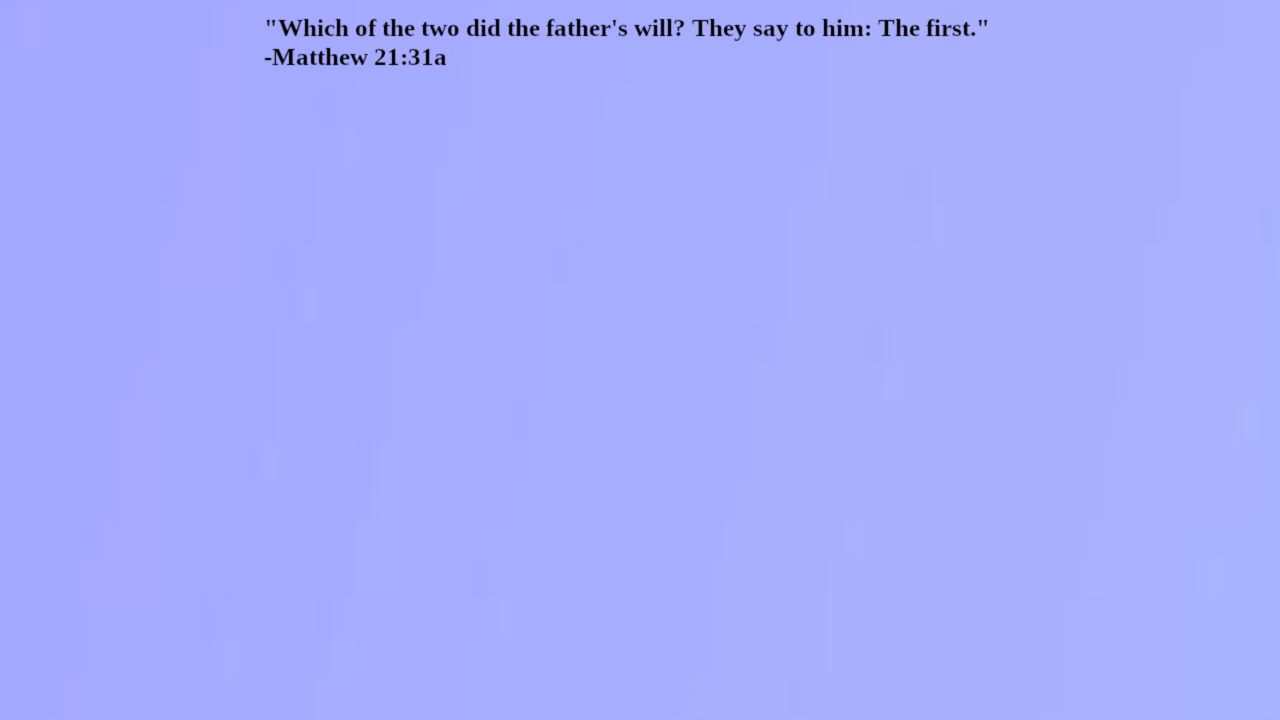 "Which of the two did the father's will? They say to him: The first."
-Matthew 21:31a